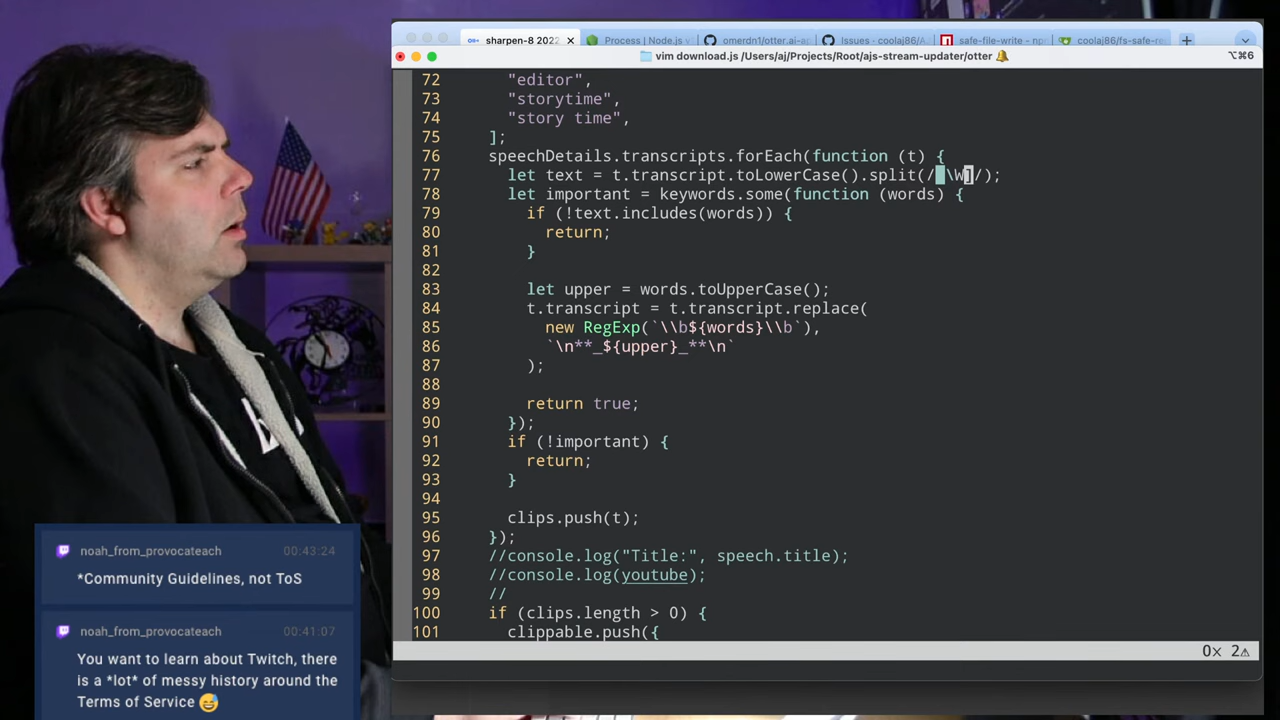 sharpen-8 2022
Process | Node.js v
omerdn1/otter.ai-ap
Issues · coolaj86/A
safe-file-write - npm
coolaj86/fs-safe-re
vim download.js /Users/aj/Projects/Root/ajs-stream-updater/otter
⌥⌘6
72 "editor",
73 "storytime",
74 "story time",
75 ];
76 speechDetails.transcripts.forEach(function (t) {
77 let text = t.transcript.toLowerCase().split(/[\W]/);
78 let important = keywords.some(function (words) {
79 if (!text.includes(words)) {
80 return;
81 }
82
83 let upper = words.toUpperCase();
84 t.transcript = t.transcript.replace(
85 new RegExp(`\\b${words}\\b`),
86 `\n**_${upper}_**\n`
87 );
88
89 return true;
90 });
91 if (!important) {
92 return;
93 }
94
95 clips.push(t);
96 });
97 //console.log("Title:", speech.title);
98 //console.log(youtube);
99 //
100 if (clips.length > 0) {
101 clippable.push({
0× 2⚠
noah_from_provocateach 00:43:24
*Community Guidelines, not ToS
noah_from_provocateach 00:41:07
You want to learn about Twitch, there
is a *lot* of messy history around the
Terms of Service 😅